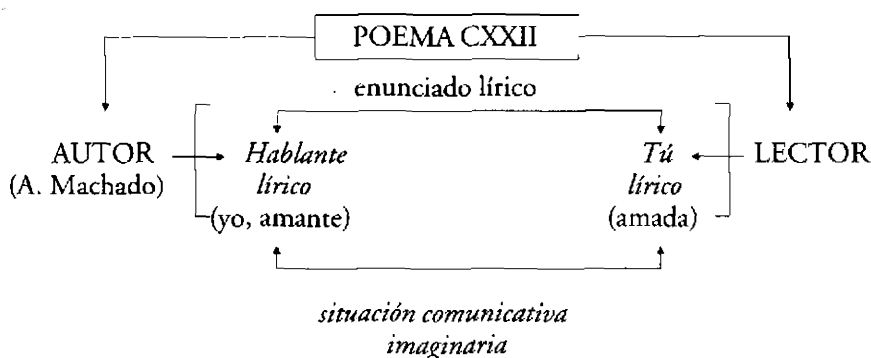 POEMA CXXII
enunciado lírico
AUTOR
(A. Machado)
Hablante
lírico
(yo, amante)
Tú
lírico
(amada)
LECTOR
situación comunicativa
imaginaria